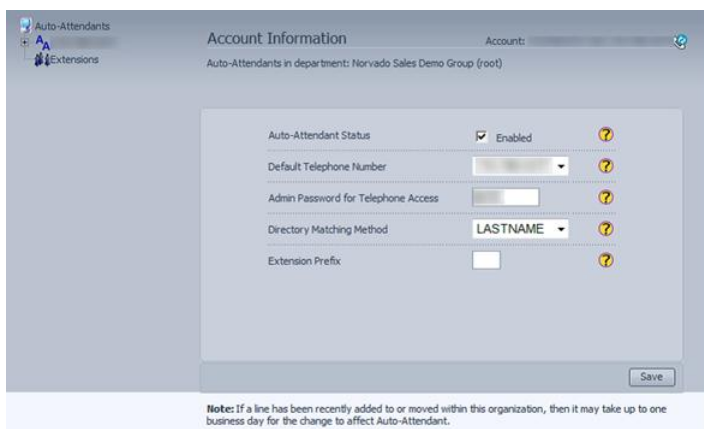 Auto-Attendants
Extensions
Account Information
Account:
Auto-Attendants in department: Norvado Sales Demo Group (root)
Auto-Attendant Status
Enabled
Default Telephone Number
Admin Password for Telephone Access
Directory Matching Method
LASTNAME
Extension Prefix
Save
Note: If a line has been recently added to or moved within this organization, then it may take up to one
business day for the change to affect Auto-Attendant.